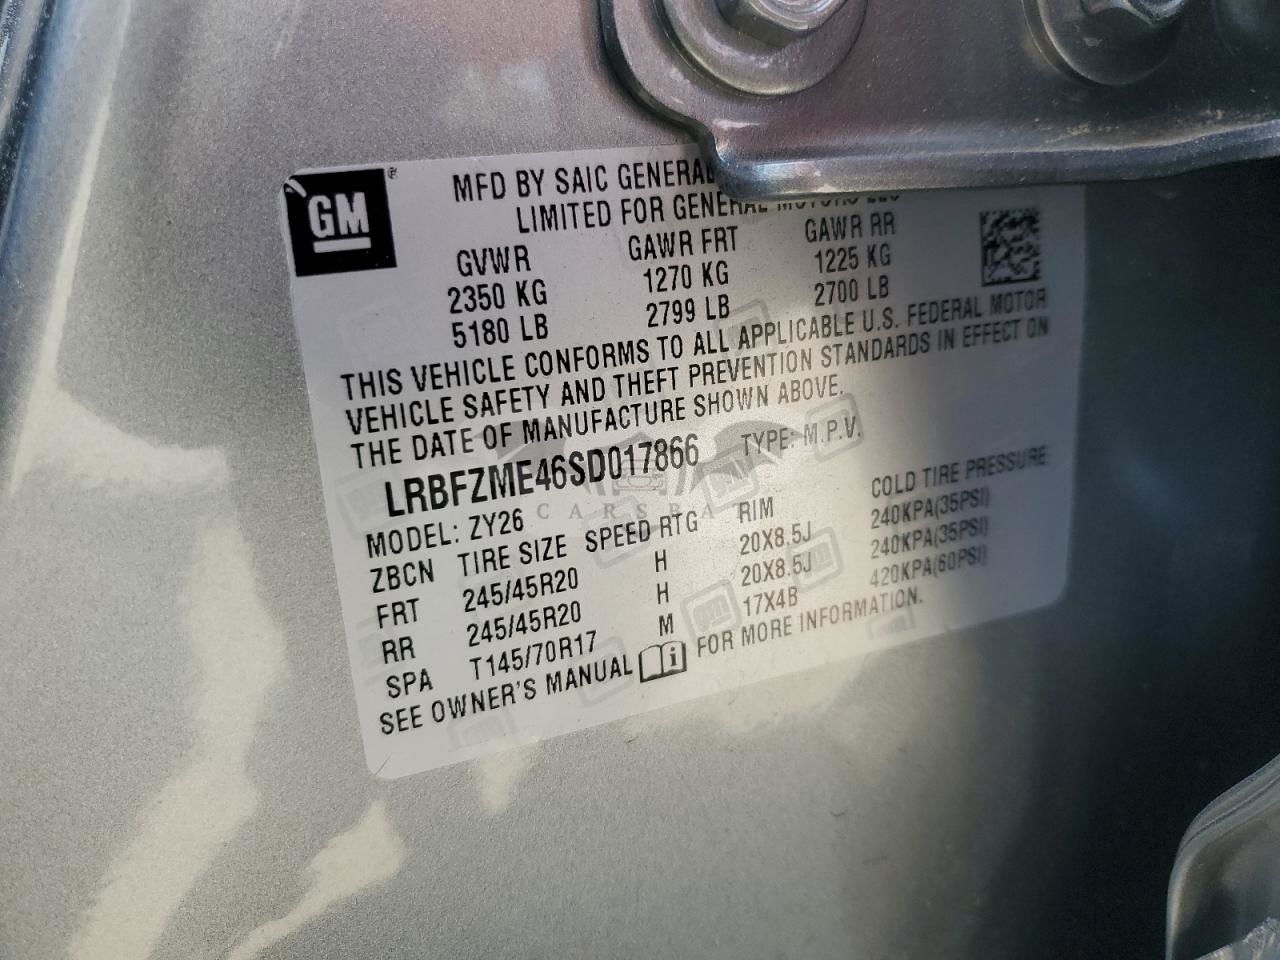 GM
MFD BY SAIC GENERAL
LIMITED FOR GENERAL MOTORS LLC
GVWR GAWR FRT GAWR RR
2350 KG 1270 KG 1225 KG
5180 LB 2799 LB 2700 LB
THIS VEHICLE CONFORMS TO ALL APPLICABLE U.S. FEDERAL MOTOR
VEHICLE SAFETY AND THEFT PREVENTION STANDARDS IN EFFECT ON
THE DATE OF MANUFACTURE SHOWN ABOVE.
LRBFZME46SD017866 TYPE: M.P.V.
MODEL: ZY26
ZBCN TIRE SIZE SPEED RTG RIM COLD TIRE PRESSURE
FRT 245/45R20 H 20X8.5J 240KPA(35PSI)
RR 245/45R20 H 20X8.5J 240KPA(35PSI)
SPA T145/70R17 M 17X4B 420KPA(60PSI)
SEE OWNER'S MANUAL FOR MORE INFORMATION.